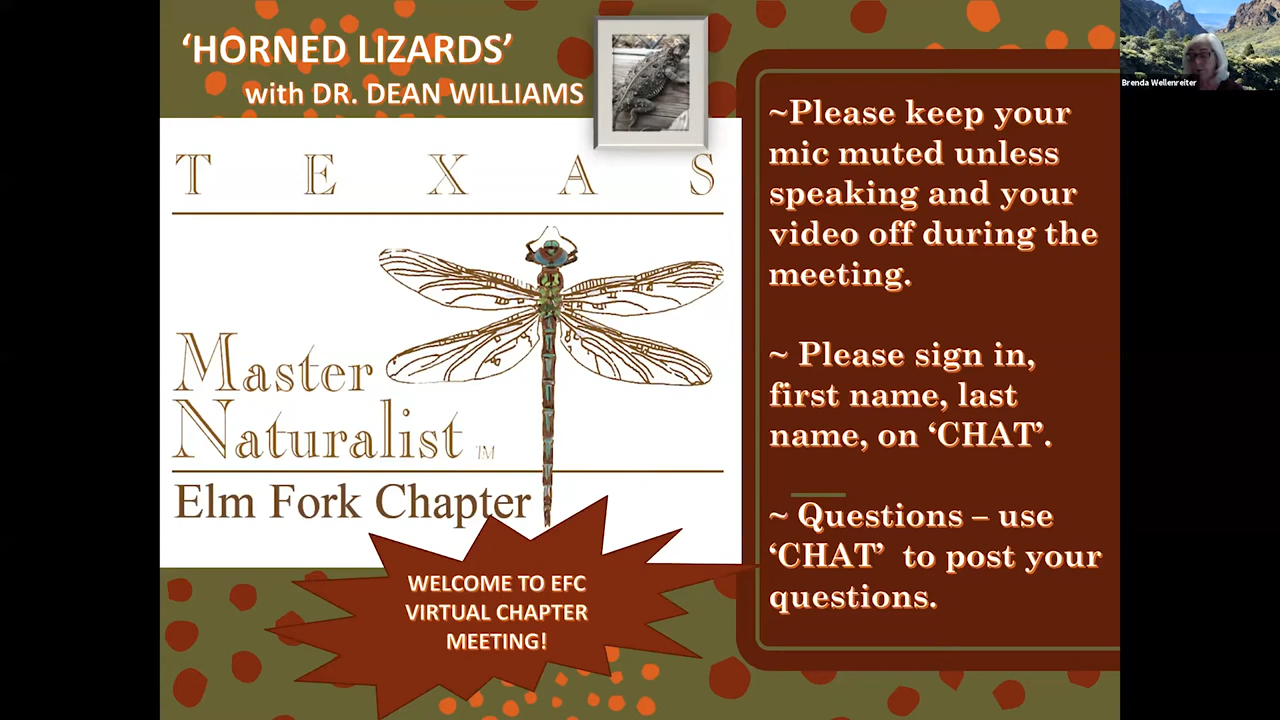 ‘HORNED LIZARDS’
with DR. DEAN WILLIAMS
T E X A S
Master
Naturalist TM
Elm Fork Chapter
WELCOME TO EFC
VIRTUAL CHAPTER
MEETING!
~Please keep your
mic muted unless
speaking and your
video off during the
meeting.
~ Please sign in,
first name, last
name, on ‘CHAT’.
~ Questions – use
‘CHAT’ to post your
questions.
Brenda Wellenreiter